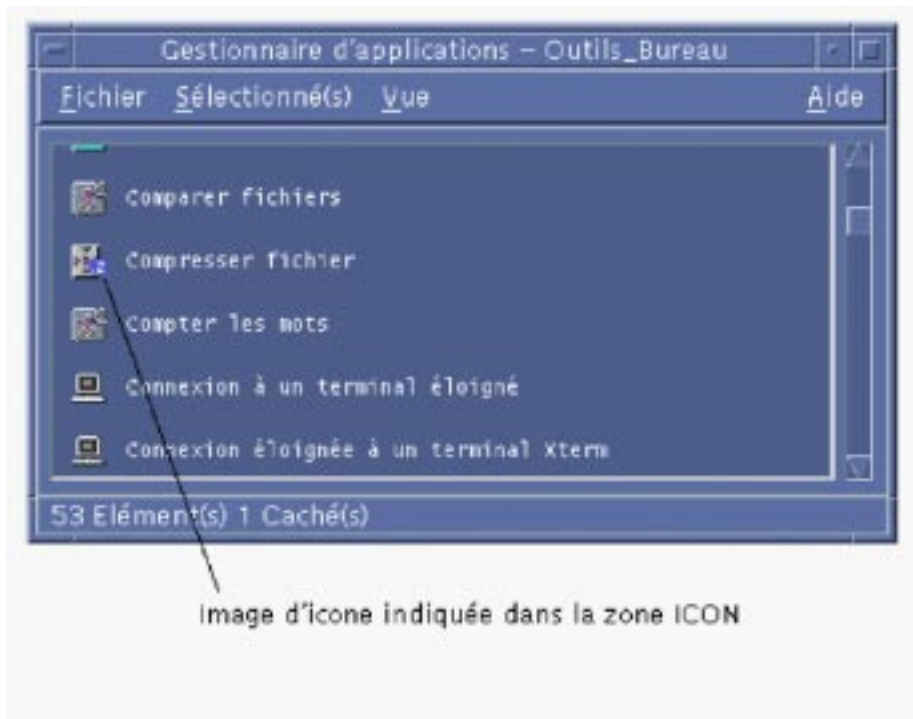 Gestionnaire d'applications – Outils_Bureau
Fichier Sélectionné(s) Vue Aide
Comparer fichiers
Compresser fichier
Compter les mots
Connexion à un terminal éloigné
Connexion éloignée à un terminal Xterm
53 Elément(s) 1 Caché(s)
Image d'icone indiquée dans la zone ICON